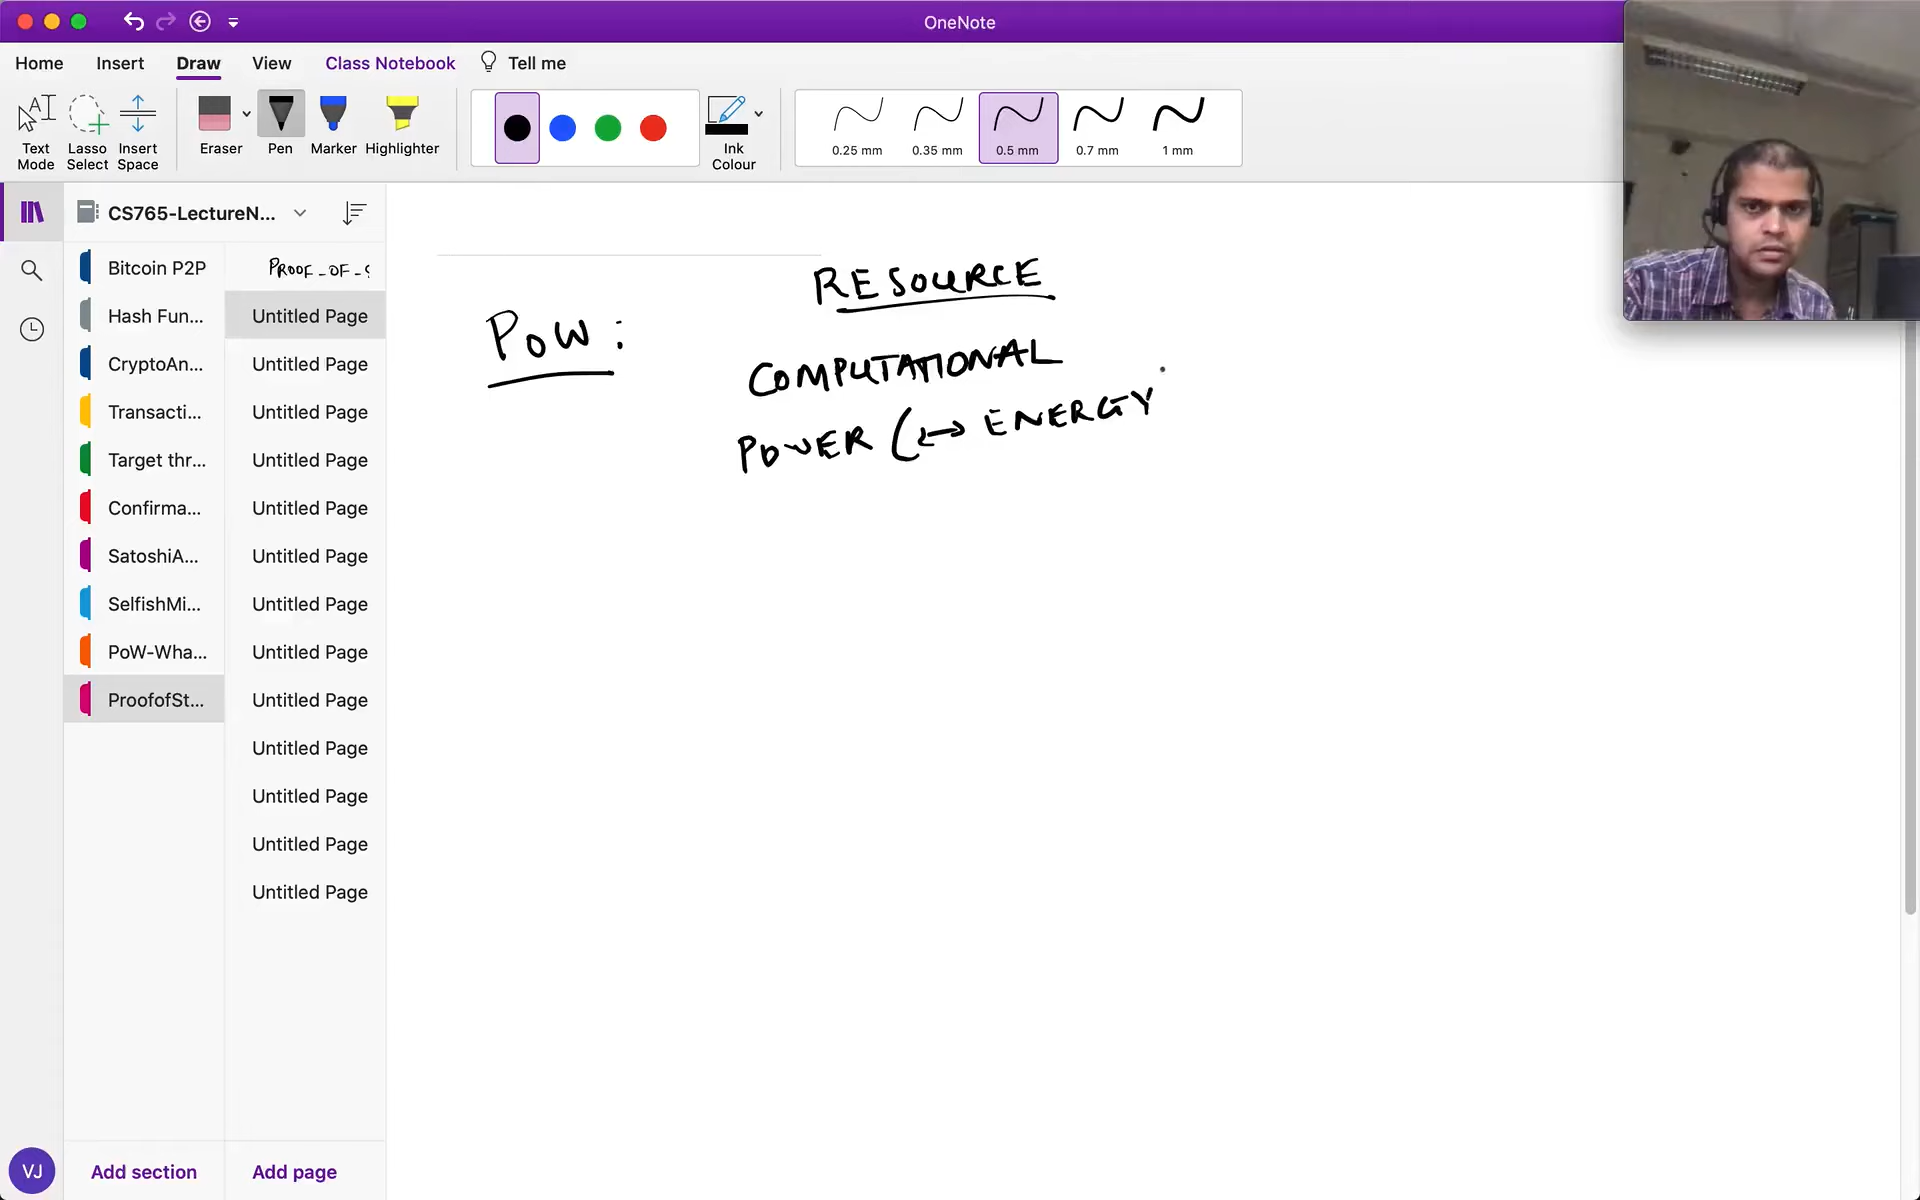 OneNote
Home Insert Draw View Class Notebook Tell me
Text Mode
Lasso Select
Insert Space
Eraser
Pen
Marker
Highlighter
Ink Colour
0.25 mm
0.35 mm
0.5 mm
0.7 mm
1 mm
CS765-LectureN...
Bitcoin P2P
Hash Fun...
CryptoAn...
Transacti...
Target thr...
Confirma...
SatoshiA...
SelfishMi...
PoW-Wha...
ProofofSt...
PROOF-OF-S
Untitled Page
Untitled Page
Untitled Page
Untitled Page
Untitled Page
Untitled Page
Untitled Page
Untitled Page
Untitled Page
Untitled Page
Untitled Page
Untitled Page
Untitled Page
RESOURCE
PoW:
COMPUTATIONAL
POWER (↔ ENERGY
VJ
Add section
Add page